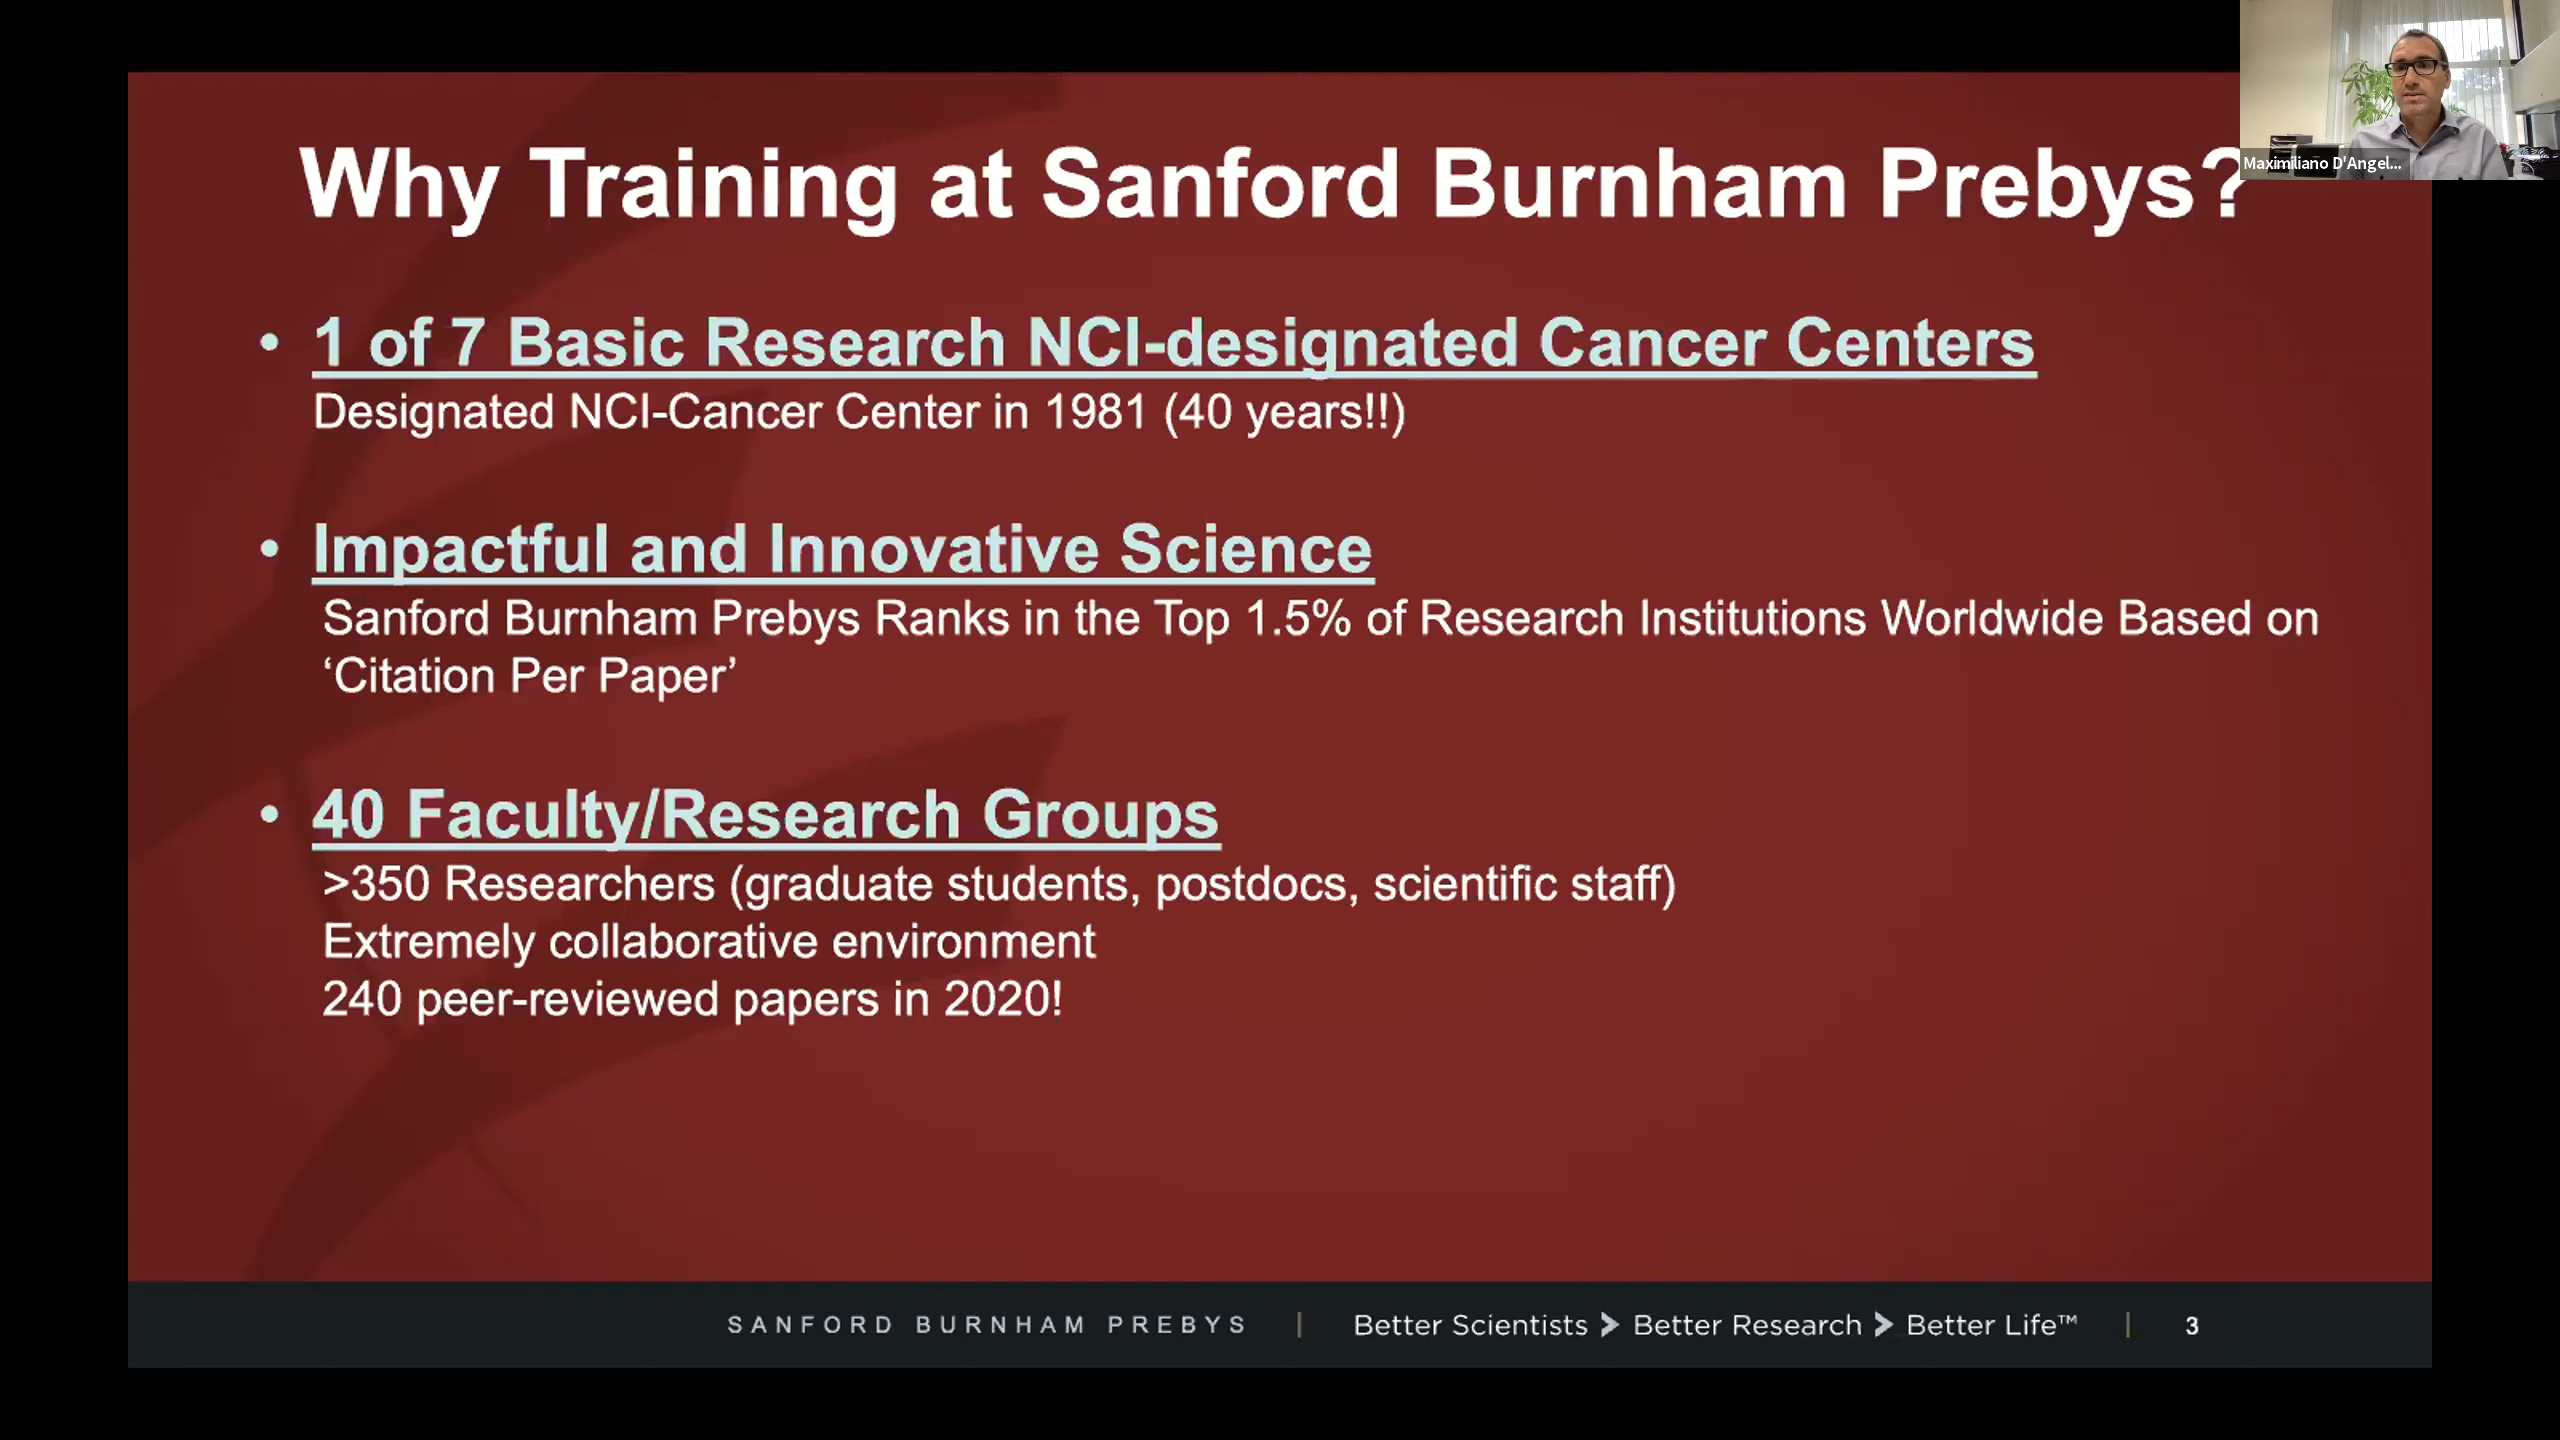 Why Training at Sanford Burnham Prebys?
Maximiliano D'Angel...
• 1 of 7 Basic Research NCI-designated Cancer Centers
Designated NCI-Cancer Center in 1981 (40 years!!)
• Impactful and Innovative Science
Sanford Burnham Prebys Ranks in the Top 1.5% of Research Institutions Worldwide Based on
‘Citation Per Paper’
• 40 Faculty/Research Groups
>350 Researchers (graduate students, postdocs, scientific staff)
Extremely collaborative environment
240 peer-reviewed papers in 2020!
SANFORD BURNHAM PREBYS | Better Scientists > Better Research > Better Life™ | 3